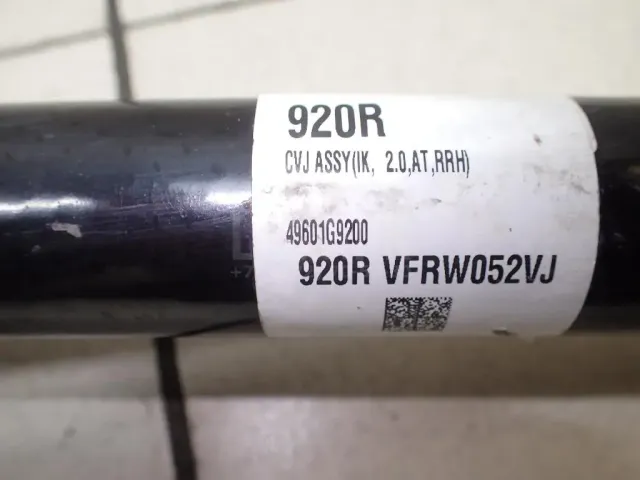 920R
CVJ ASSY(IK, 2.0,AT,RRH)
49601G9200
920R VFRW052VJ